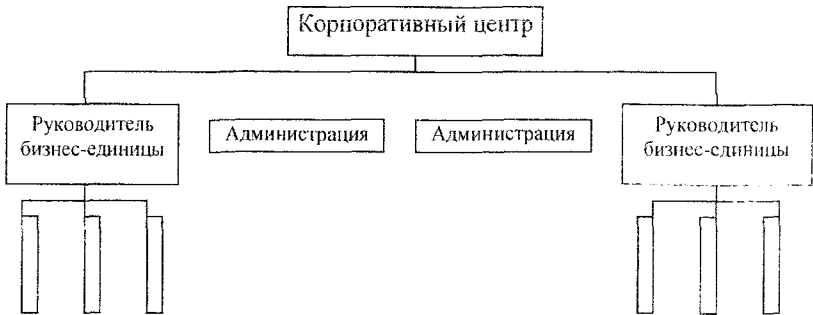 Корпоративный центр
Руководитель
бизнес-единицы
Администрация
Администрация
Руководитель
бизнес-единицы